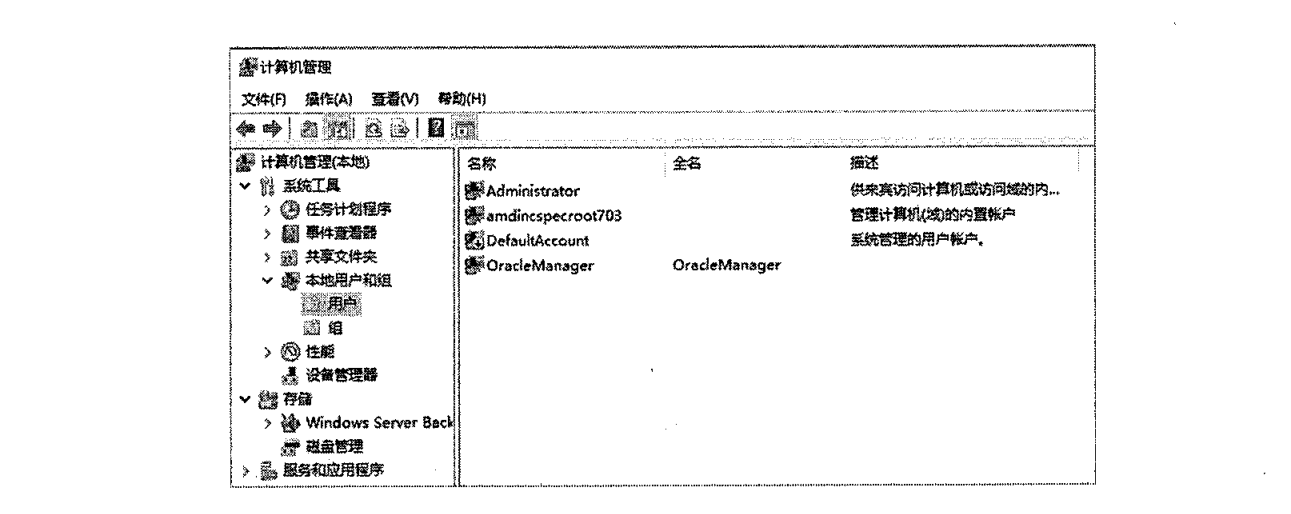 计算机管理
文件(F) 操作(A) 查看(V) 帮助(H)
计算机管理(本地)
系统工具
任务计划程序
事件查看器
共享文件夹
本地用户和组
用户
组
性能
设备管理器
存储
Windows Server Back
磁盘管理
服务和应用程序
名称 全名 描述
Administrator 供来宾访问计算机或访问域的内...
amdincspecroot703 管理计算机(域)的内置帐户
DefaultAccount 系统管理的用户帐户。
OracleManager OracleManager